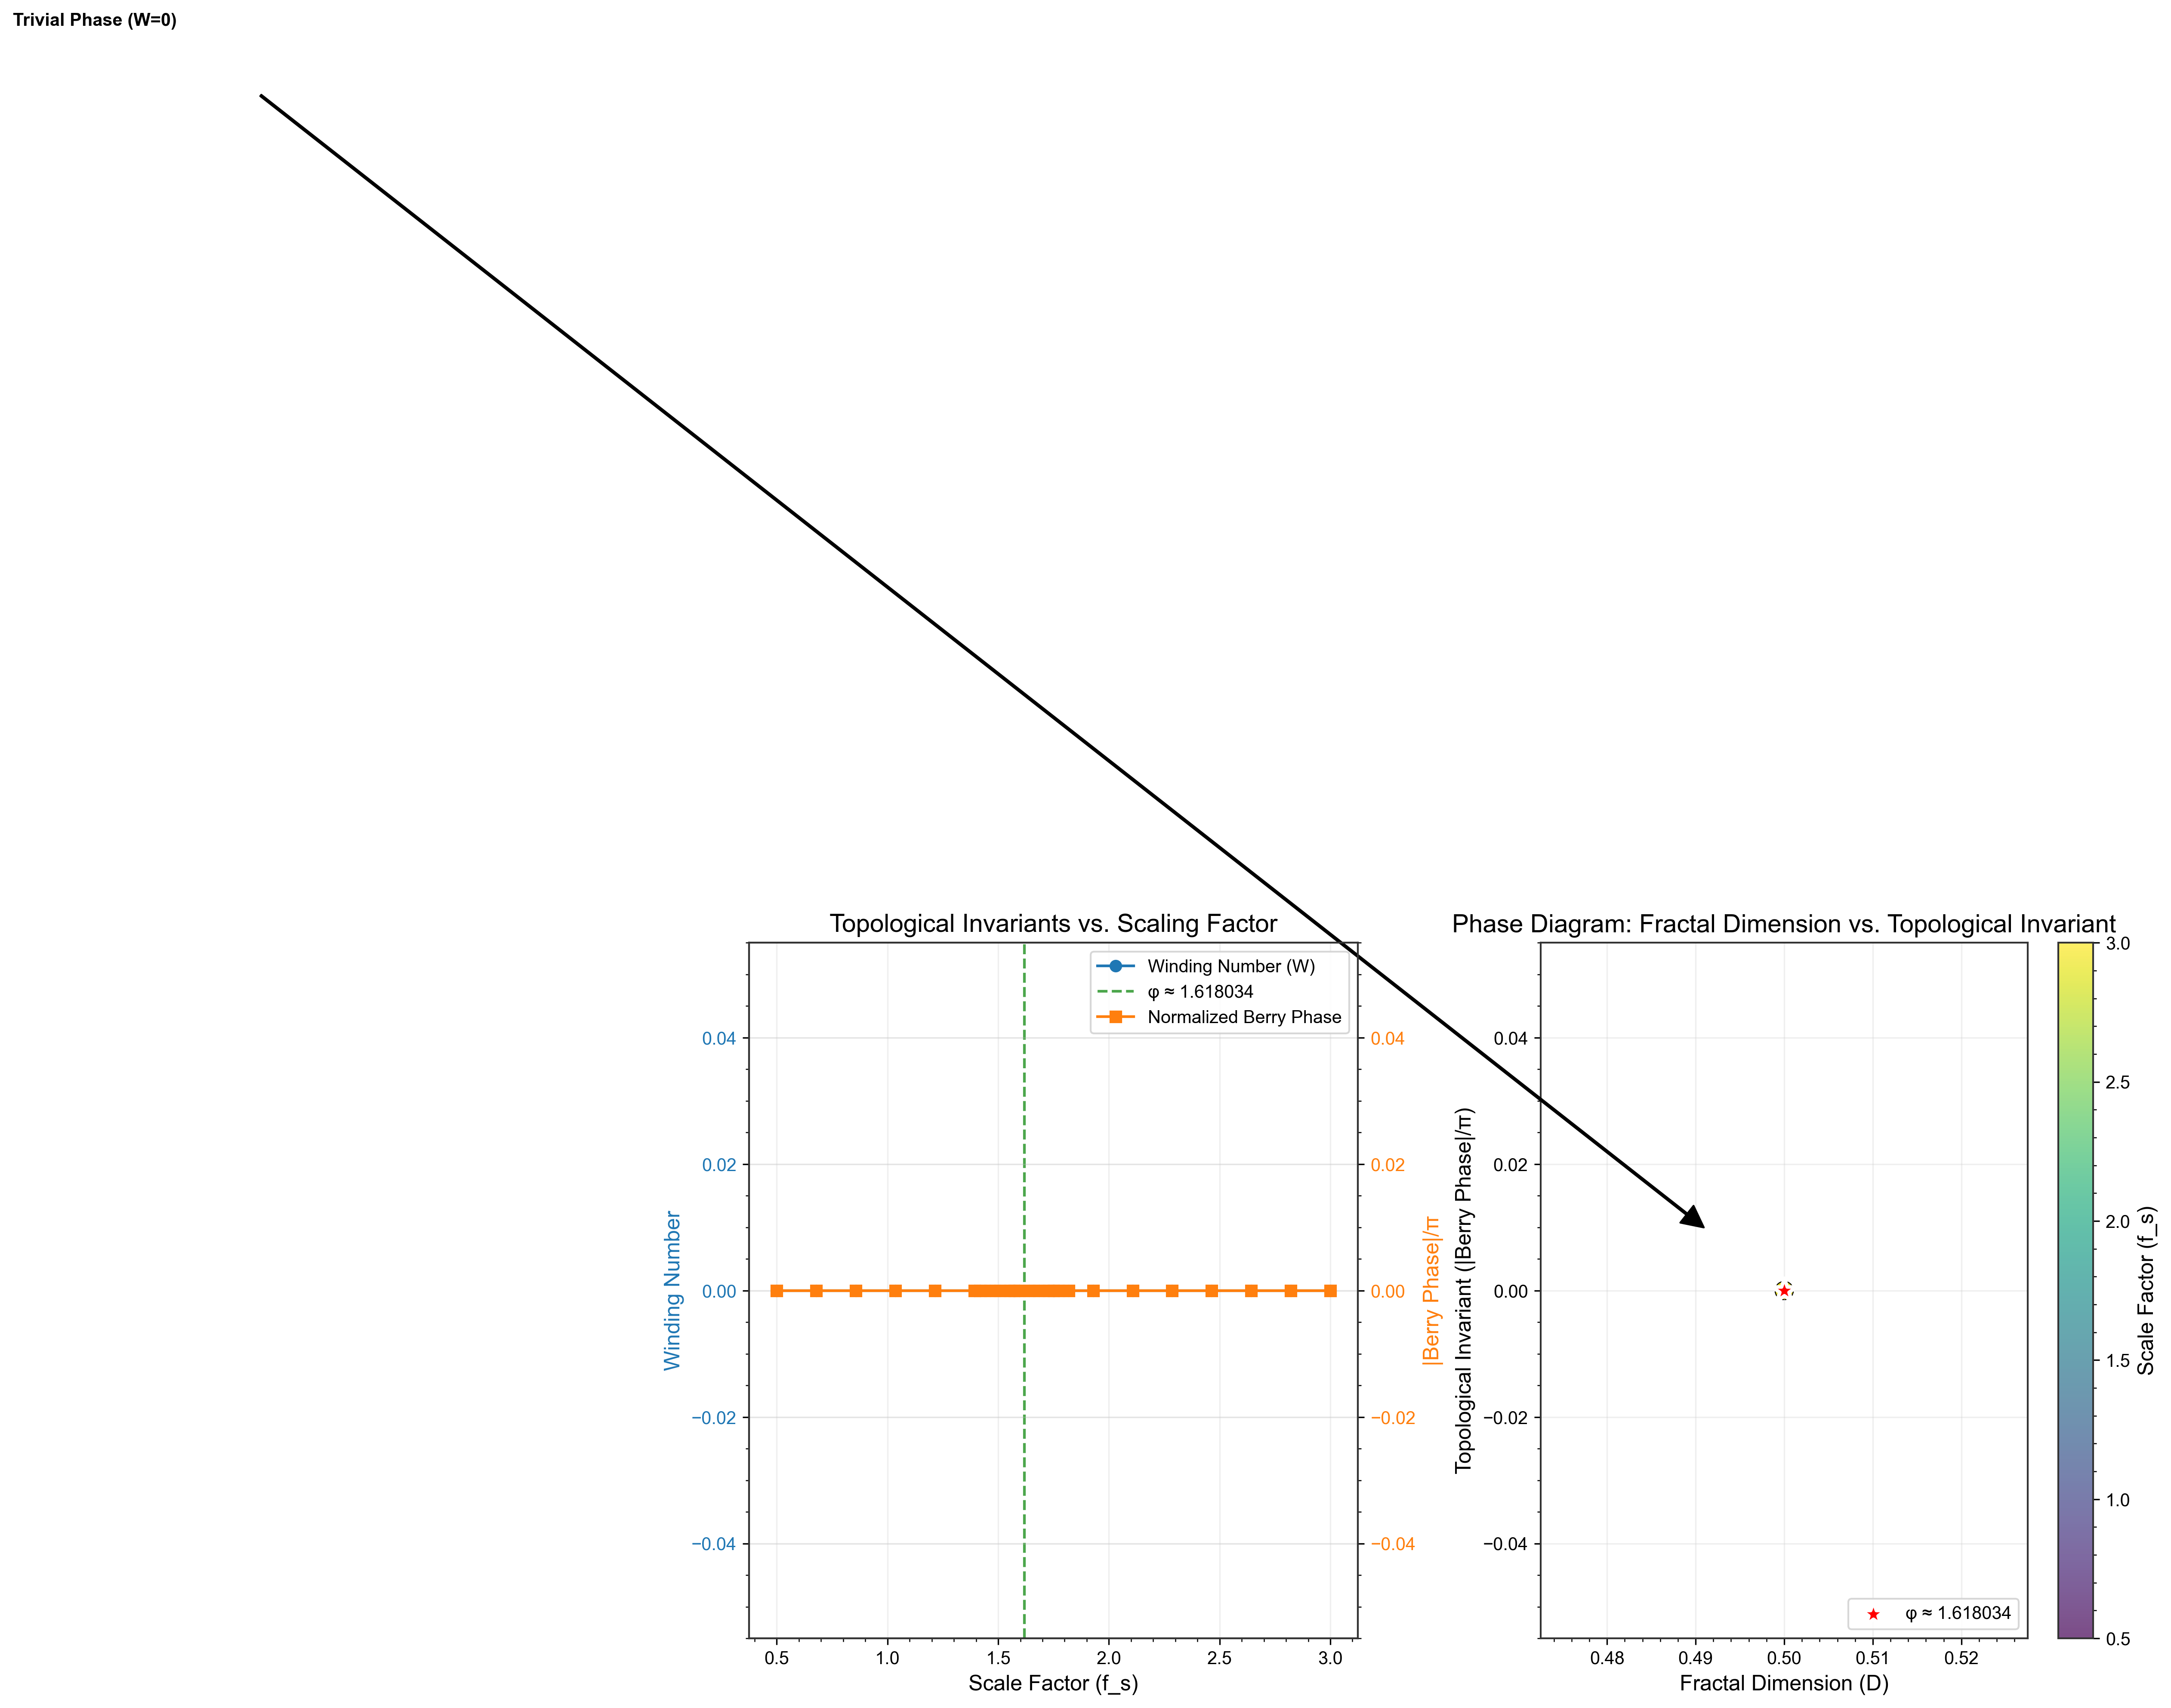 Trivial Phase (W=0)
Topological Invariants vs. Scaling Factor
Winding Number (W)
φ ≈ 1.618034
Normalized Berry Phase
Winding Number
0.04
0.02
0.00
−0.02
−0.04
0.04
0.02
0.00
−0.02
−0.04
|Berry Phase|/π
0.5 1.0 1.5 2.0 2.5 3.0
Scale Factor (f_s)
Phase Diagram: Fractal Dimension vs. Topological Invariant
Topological Invariant (|Berry Phase|/π)
0.04
0.02
0.00
−0.02
−0.04
φ ≈ 1.618034
0.48 0.49 0.50 0.51 0.52
Fractal Dimension (D)
3.0
2.5
2.0
1.5
1.0
0.5
Scale Factor (f_s)